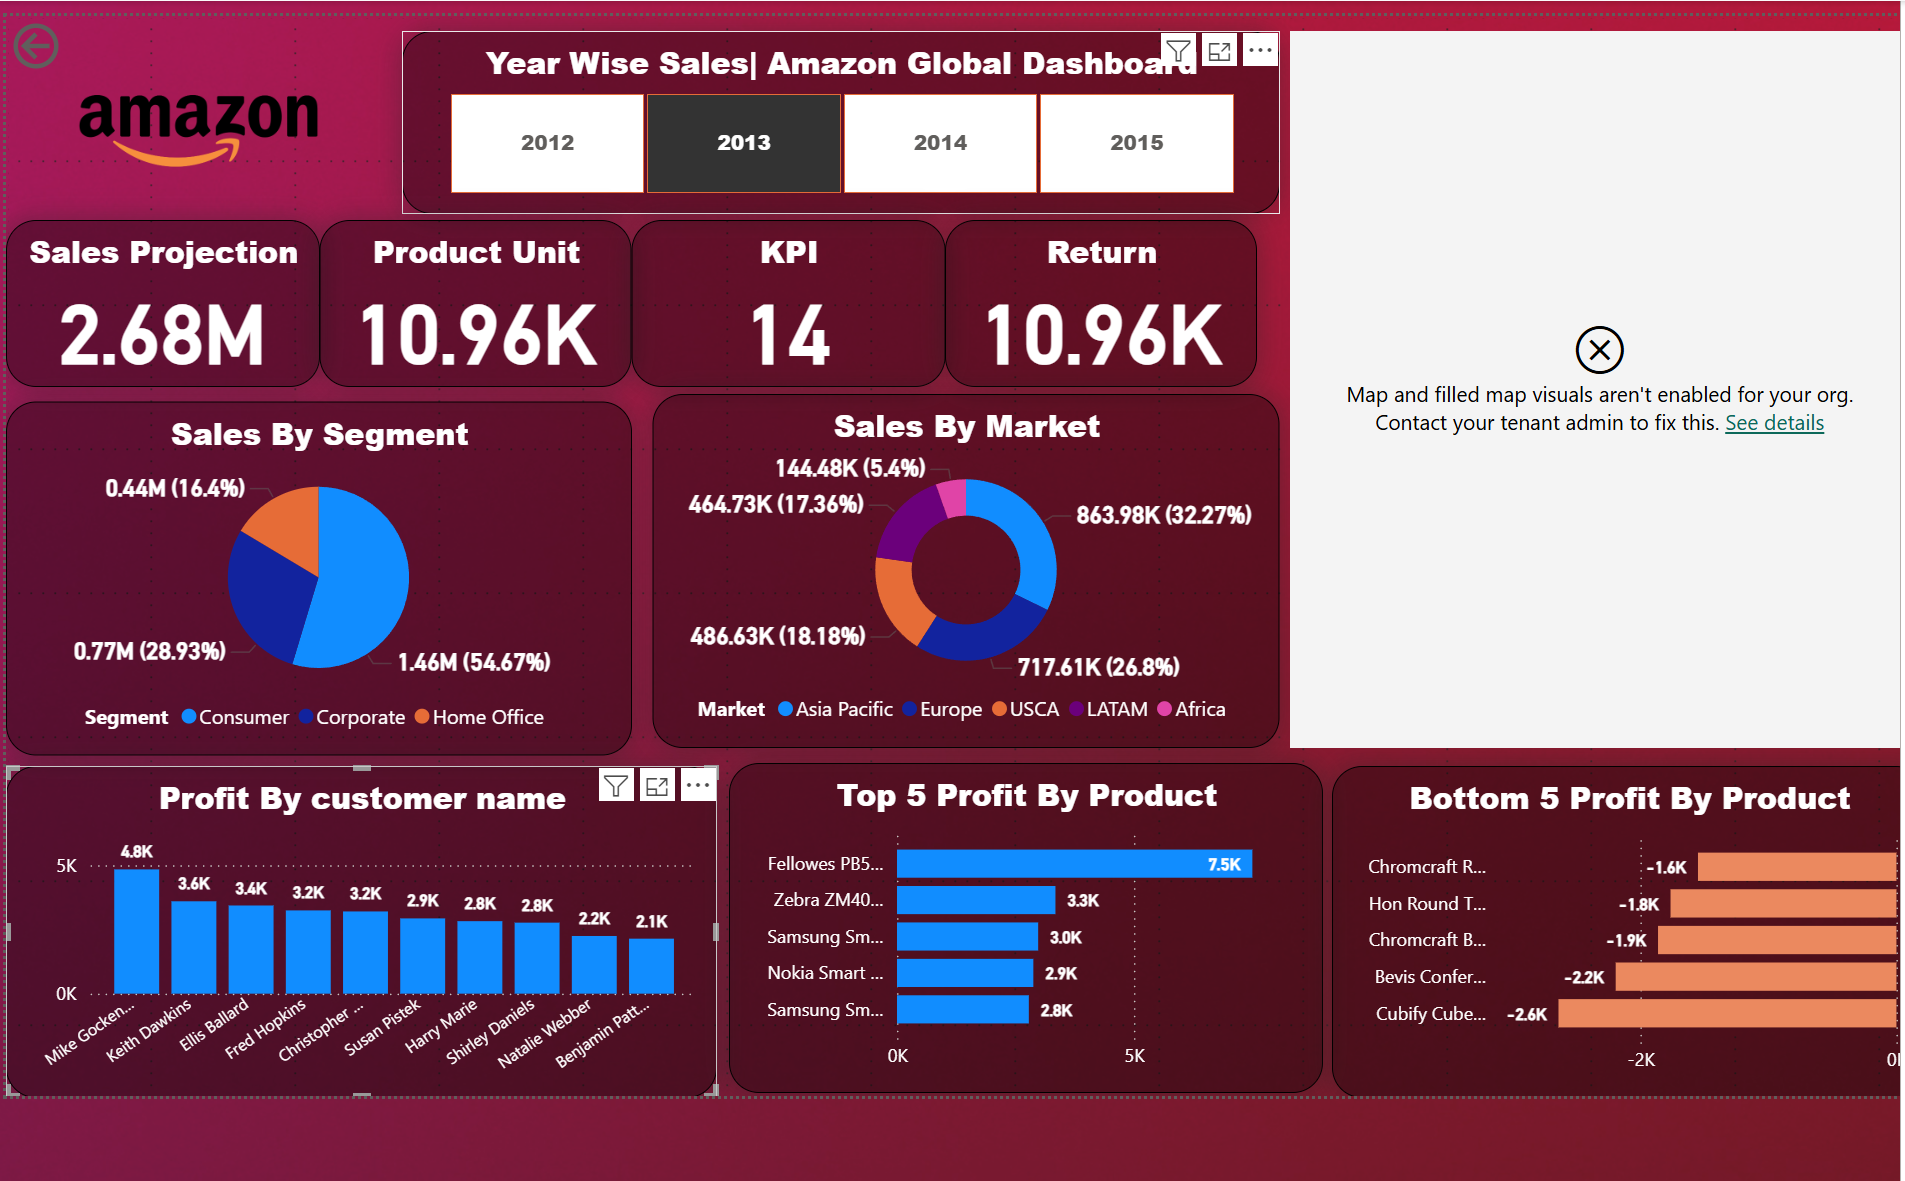 amazon
Year Wise Sales| Amazon Global Dashboard
2012
2013
2014
2015
Sales Projection
2.68M
Product Unit
10.96K
KPI
14
Return
10.96K
Map and filled map visuals aren't enabled for your org.
Contact your tenant admin to fix this. See details
Sales By Segment
0.44M (16.4%)
0.77M (28.93%)
1.46M (54.67%)
Segment Consumer Corporate Home Office
Sales By Market
144.48K (5.4%)
464.73K (17.36%)
863.98K (32.27%)
486.63K (18.18%)
717.61K (26.8%)
Market Asia Pacific Europe USCA LATAM Africa
Profit By customer name
5K
0K
4.8K
3.6K
3.4K
3.2K
3.2K
2.9K
2.8K
2.8K
2.2K
2.1K
Mike Gocken...
Keith Dawkins
Ellis Ballard
Fred Hopkins
Christopher ...
Susan Pistek
Harry Marie
Shirley Daniels
Natalie Webber
Benjamin Patt...
Top 5 Profit By Product
Fellowes PB5... 7.5K
Zebra ZM40... 3.3K
Samsung Sm... 3.0K
Nokia Smart ... 2.9K
Samsung Sm... 2.8K
0K 5K
Bottom 5 Profit By Product
Chromcraft R... -1.6K
Hon Round T... -1.8K
Chromcraft B... -1.9K
Bevis Confer... -2.2K
Cubify Cube... -2.6K
-2K